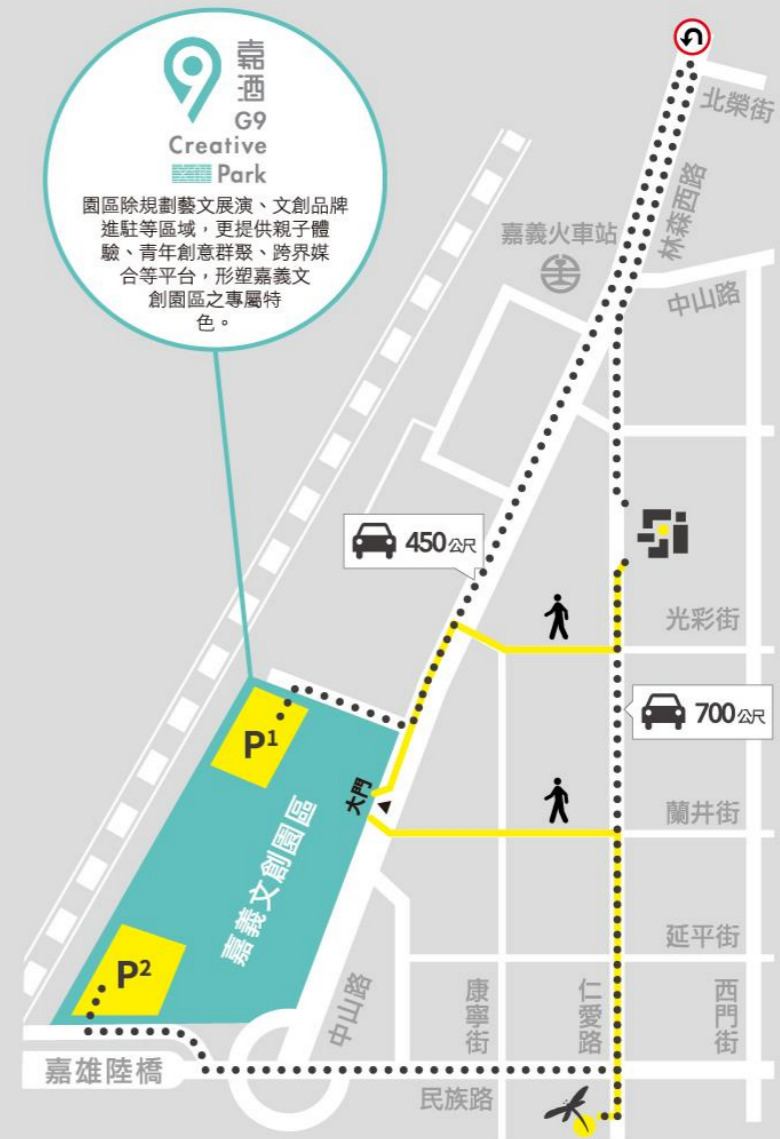 嘉酒
G9
Creative
Park
園區除規劃藝文展演、文創品牌
進駐等區域，更提供親子體
驗、青年創意群聚、跨界媒
合等平台，形塑嘉義文
創園區之專屬特
色。
北榮街
林森西路
嘉義火車站
中山路
450公尺
光彩街
700公尺
P1
大門
蘭井街
嘉義文創園區
延平街
P2
中山路
康寧街
仁愛路
西門街
嘉雄陸橋
民族路